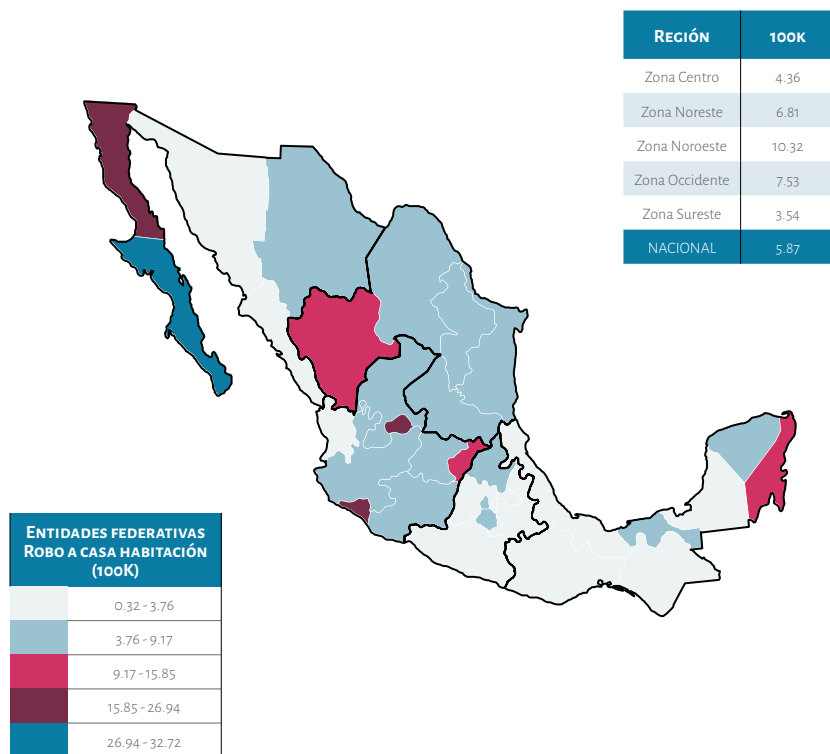 Región 100K
Zona Centro 4.36
Zona Noreste 6.81
Zona Noroeste 10.32
Zona Occidente 7.53
Zona Sureste 3.54
NACIONAL 5.87
Entidades federativas
Robo a casa habitación
(100K)
0.32 - 3.76
3.76 - 9.17
9.17 - 15.85
15.85 - 26.94
26.94 - 32.72